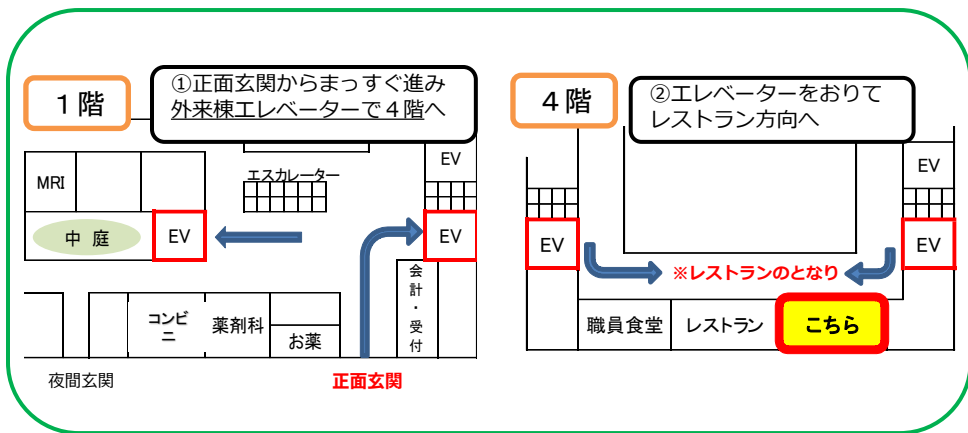 1階
①正面玄関からまっすぐ進み
外来棟エレベーターで4階へ
MRI
エスカレーター
EV
中庭
EV
EV
コンビ
ニ
薬剤科
お薬
会
計
・
受
付
夜間玄関
正面玄関
4階
②エレベーターをおりて
レストラン方向へ
EV
EV
EV
※レストランのとなり
職員食堂
レストラン
こちら